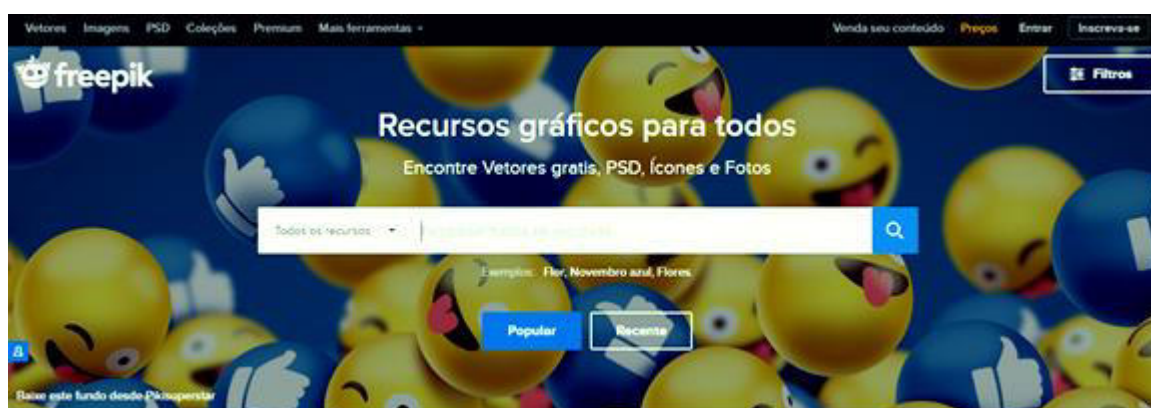 Vetores Imagens PSD Coleções Premium Mais ferramentas Venda seu conteúdo Preços Entrar Inscreva-se
freepik Filtros
Recursos gráficos para todos
Encontre Vetores gratis, PSD, Ícones e Fotos
Todos os recursos
Exemplos: Flor, Novembro azul, Flores
Popular Recente
Baixe este fundo desde Pikisuperstar